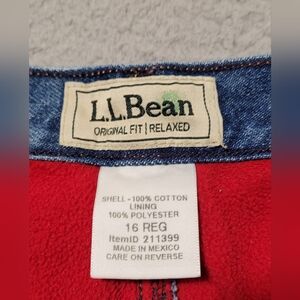 L.L.Bean
ORIGINAL FIT | RELAXED
SHELL-100% COTTON
LINING
100% POLYESTER
16 REG
ItemID 211399
MADE IN MEXICO
CARE ON REVERSE